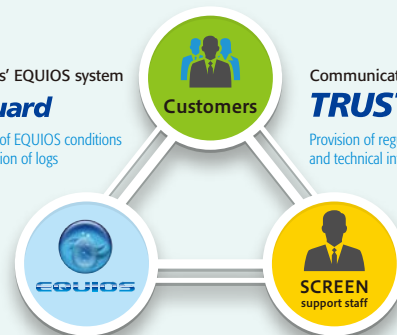 s' EQUIOS system
uard
of EQUIOS conditions
ion of logs
Customers
Communicat
TRUST
Provision of reg
and technical in
EQUIOS
SCREEN
support staff